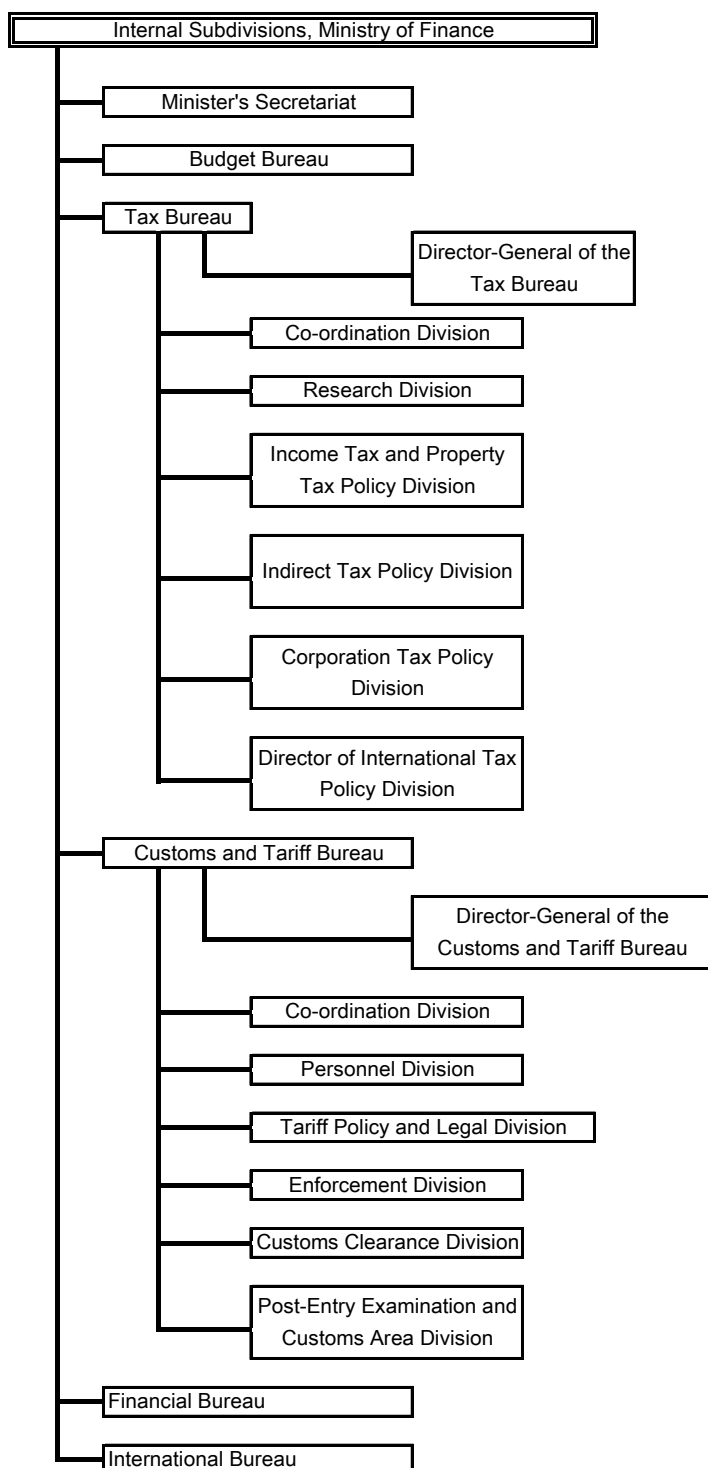 Internal Subdivisions, Ministry of Finance
Minister's Secretariat
Budget Bureau
Tax Bureau
Director-General of the
Tax Bureau
Co-ordination Division
Research Division
Income Tax and Property
Tax Policy Division
Indirect Tax Policy Division
Corporation Tax Policy
Division
Director of International Tax
Policy Division
Customs and Tariff Bureau
Director-General of the
Customs and Tariff Bureau
Co-ordination Division
Personnel Division
Tariff Policy and Legal Division
Enforcement Division
Customs Clearance Division
Post-Entry Examination and
Customs Area Division
Financial Bureau
International Bureau